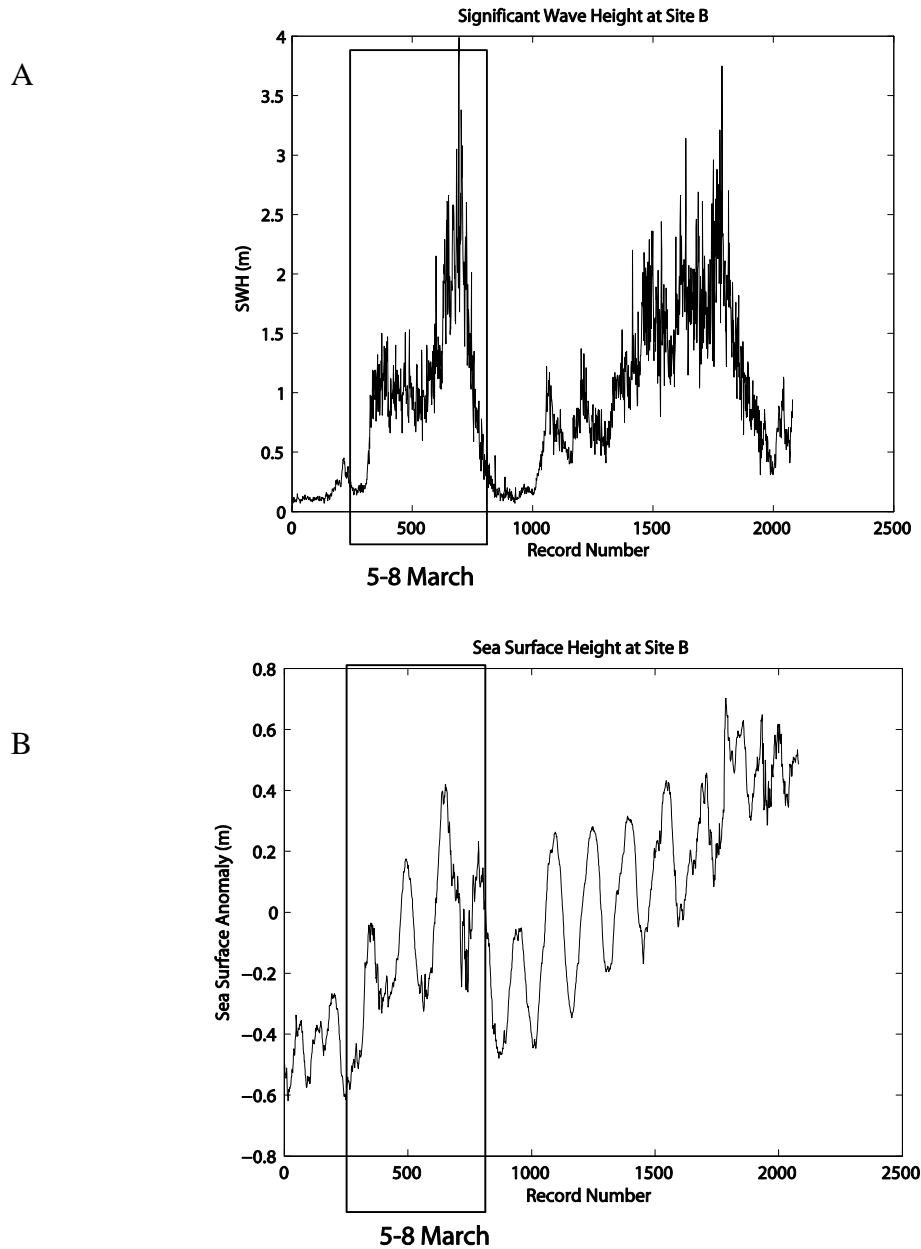 A
Significant Wave Height at Site B
SWH (m)
4
3.5
3
2.5
2
1.5
1
0.5
0
0 500 1000 1500 2000 2500
Record Number
5-8 March
B
Sea Surface Height at Site B
Sea Surface Anomaly (m)
0.8
0.6
0.4
0.2
0
−0.2
−0.4
−0.6
−0.8
0 500 1000 1500 2000 2500
Record Number
5-8 March